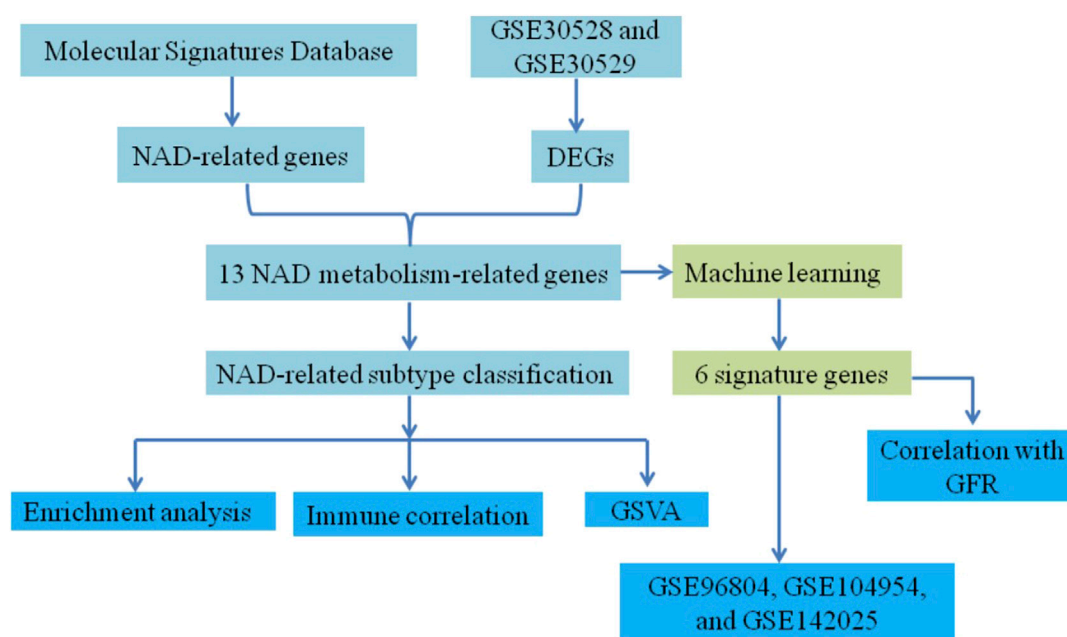 Molecular Signatures Database
GSE30528 and
GSE30529
NAD-related genes
DEGs
13 NAD metabolism-related genes
Machine learning
NAD-related subtype classification
6 signature genes
Correlation with
GFR
Enrichment analysis
Immune correlation
GSVA
GSE96804, GSE104954,
and GSE142025